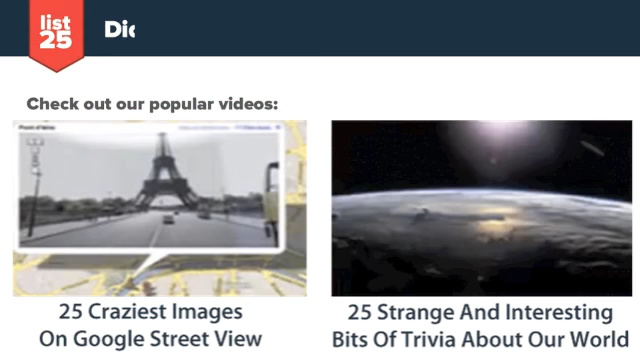 list
25
Dic
Check out our popular videos:
25 Craziest Images
On Google Street View
25 Strange And Interesting
Bits Of Trivia About Our World